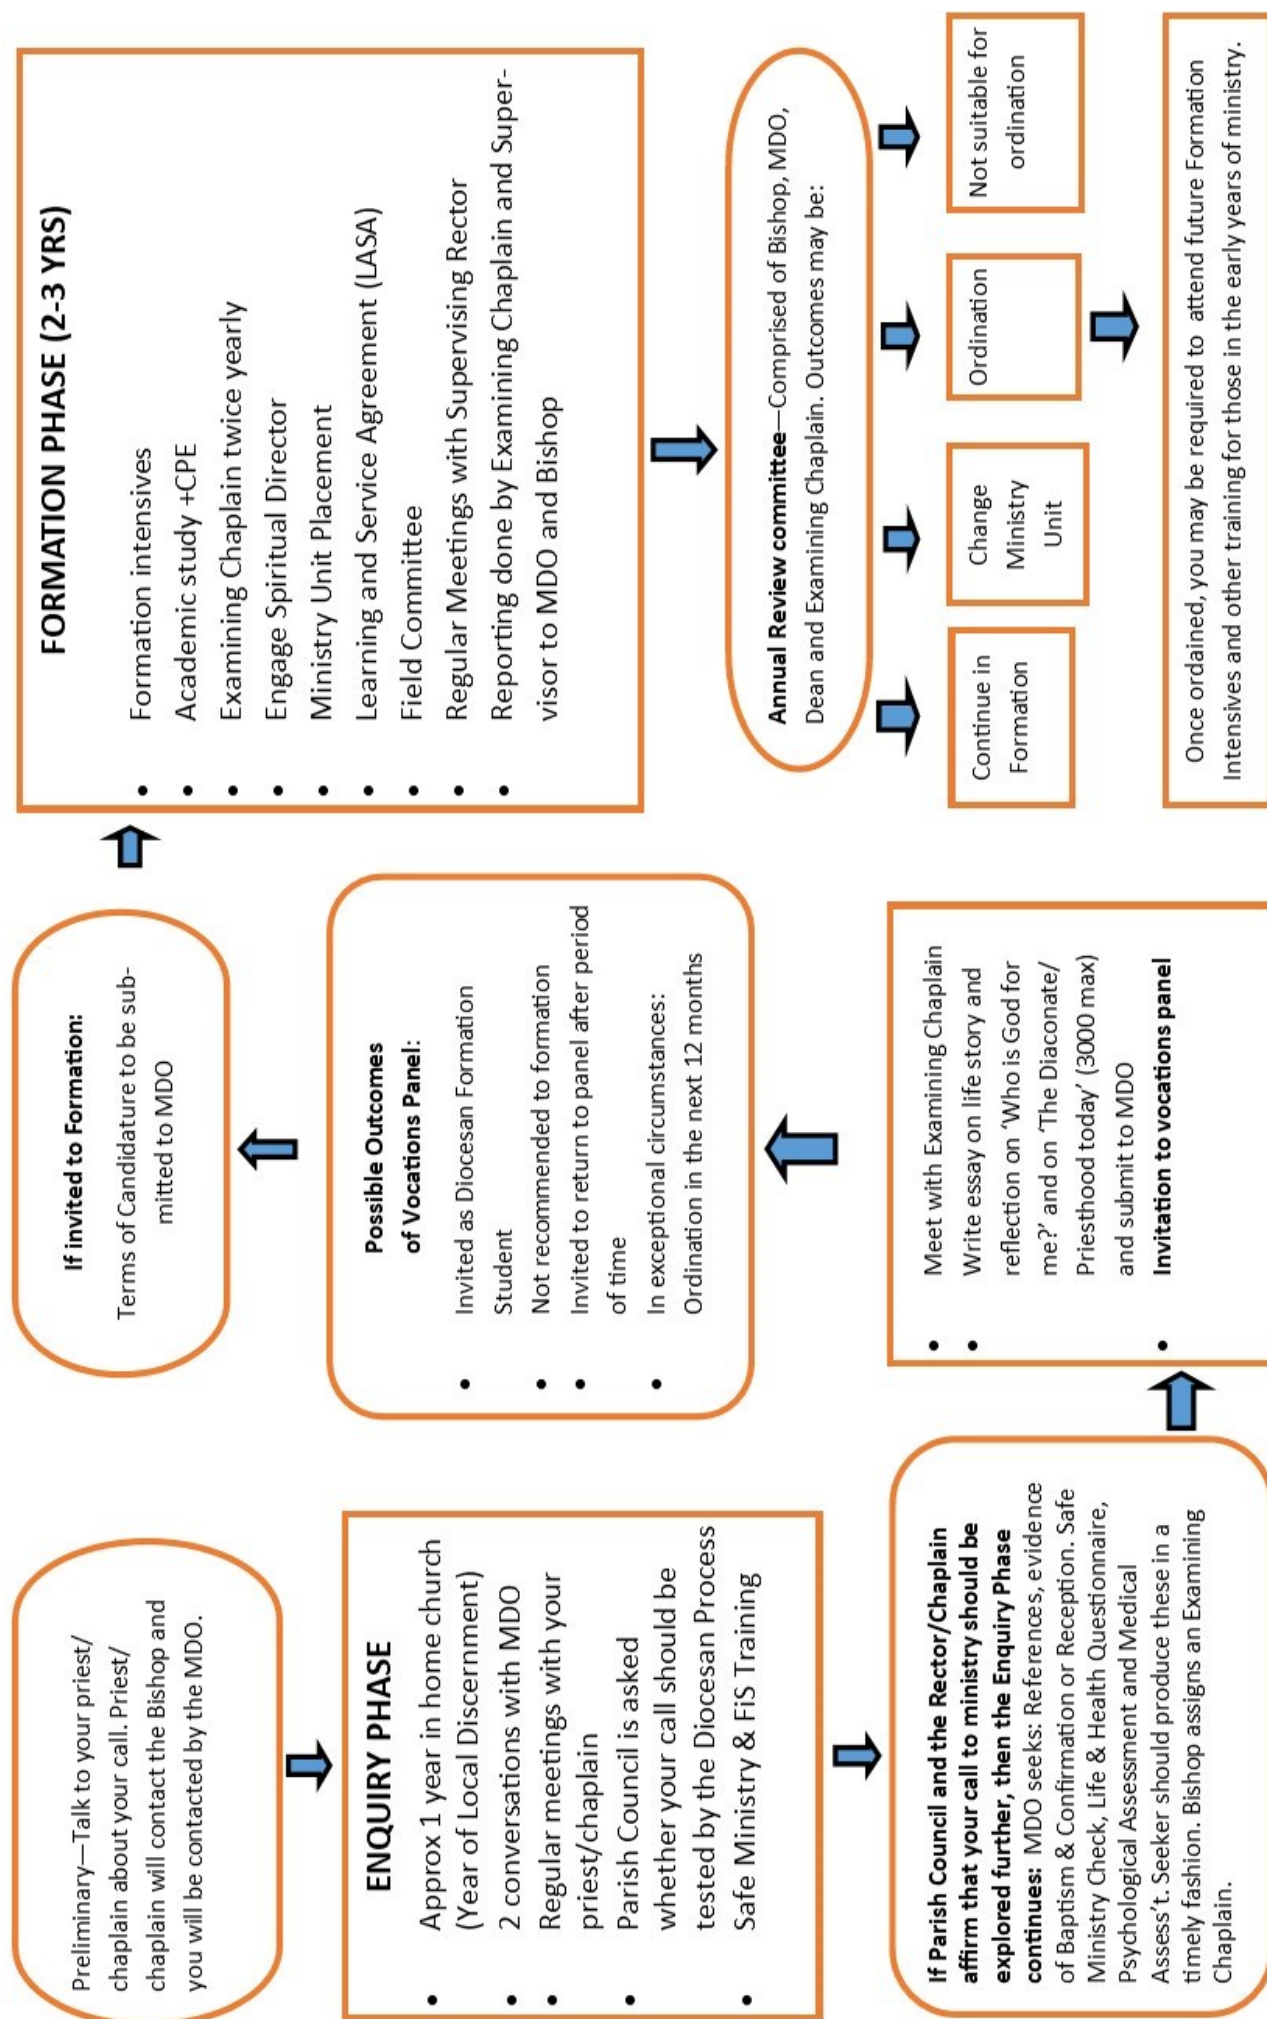 Preliminary—Talk to your priest/
chaplain about your call. Priest/
chaplain will contact the Bishop and
you will be contacted by the MDO.
ENQUIRY PHASE
• Approx 1 year in home church
(Year of Local Discernment)
• 2 conversations with MDO
• Regular meetings with your
priest/chaplain
• Parish Council is asked
whether your call should be
tested by the Diocesan Process
• Safe Ministry & FiS Training
If Parish Council and the Rector/Chaplain
affirm that your call to ministry should be
explored further, then the Enquiry Phase
continues: MDO seeks: References, evidence
of Baptism & Confirmation or Reception. Safe
Ministry Check, Life & Health Questionnaire,
Psychological Assessment and Medical
Assess't. Seeker should produce these in a
timely fashion. Bishop assigns an Examining
Chaplain.
• Meet with Examining Chaplain
• Write essay on life story and
reflection on ‘Who is God for
me?’ and on ‘The Diaconate/
Priesthood today’ (3000 max)
and submit to MDO
• Invitation to vocations panel
Possible Outcomes
of Vocations Panel:
• Invited as Diocesan Formation
Student
• Not recommended to formation
• Invited to return to panel after period
of time
• In exceptional circumstances:
Ordination in the next 12 months
If invited to Formation:
Terms of Candidature to be sub-
mitted to MDO
FORMATION PHASE (2-3 YRS)
• Formation intensives
• Academic study +CPE
• Examining Chaplain twice yearly
• Engage Spiritual Director
• Ministry Unit Placement
• Learning and Service Agreement (LASA)
• Field Committee
• Regular Meetings with Supervising Rector
• Reporting done by Examining Chaplain and Super-
visor to MDO and Bishop
Annual Review committee—Comprised of Bishop, MDO,
Dean and Examining Chaplain. Outcomes may be:
Continue in
Formation
Change
Ministry
Unit
Ordination
Not suitable for
ordination
Once ordained, you may be required to attend future Formation
Intensives and other training for those in the early years of ministry.